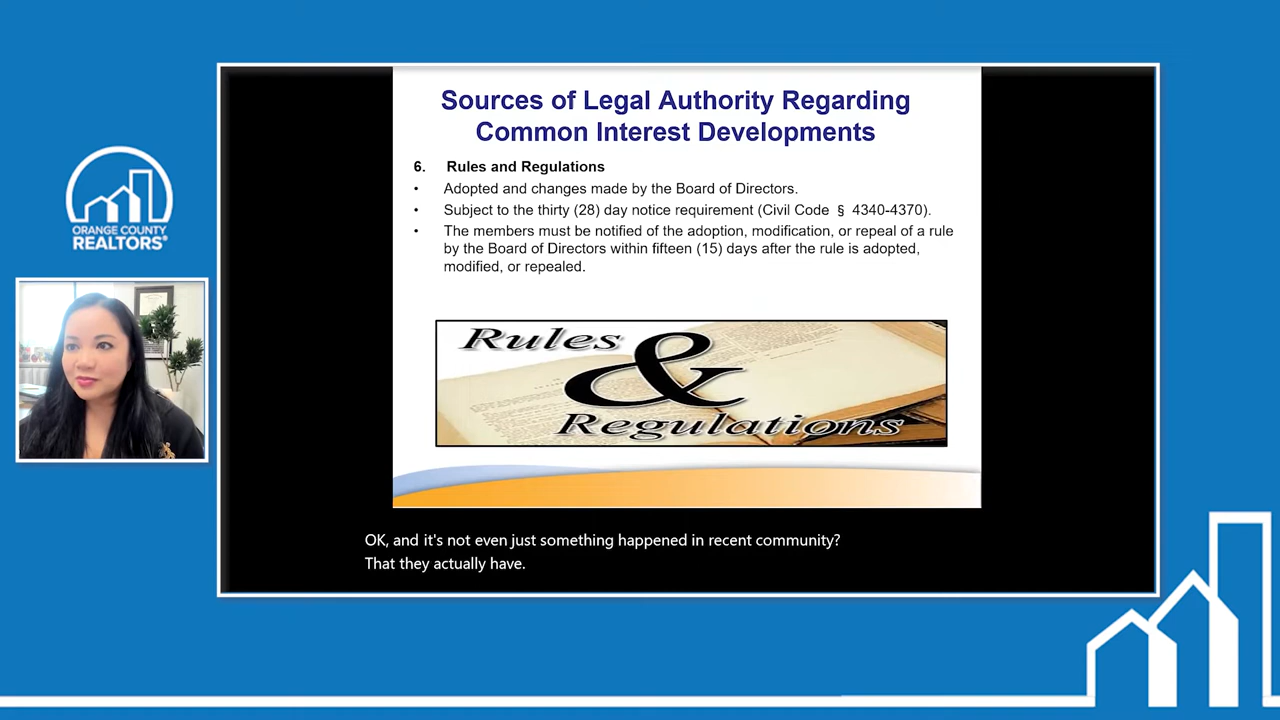 Sources of Legal Authority Regarding
Common Interest Developments
6. Rules and Regulations
• Adopted and changes made by the Board of Directors.
• Subject to the thirty (28) day notice requirement (Civil Code § 4340-4370).
• The members must be notified of the adoption, modification, or repeal of a rule
by the Board of Directors within fifteen (15) days after the rule is adopted,
modified, or repealed.
Rules
&
Regulations
ORANGE COUNTY
REALTORS®
OK, and it's not even just something happened in recent community?
That they actually have.